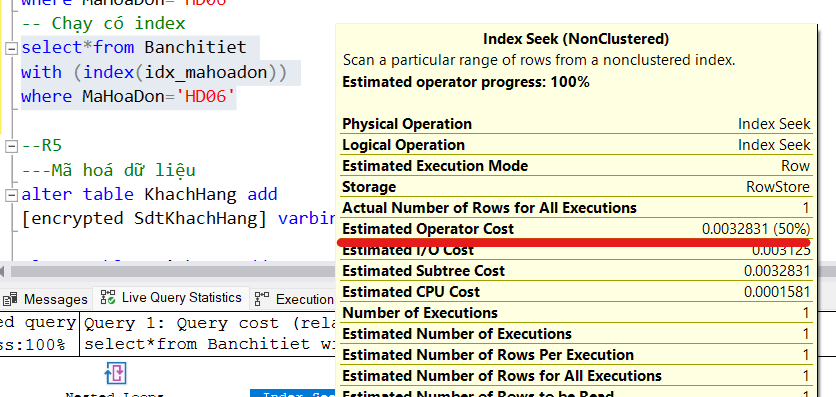 where MaHoaDon='HD06'
-- Chạy có index
select*from Banchitiet
with (index(idx_mahoadon))
where MaHoaDon='HD06'
--R5
---Mã hoá dữ liệu
alter table KhachHang add
[encrypted SdtKhachHang] varbin
Messages Live Query Statistics Execution
ed query Query 1: Query cost (rela
ss:100% select*from Banchitiet wi
Nested Loops Index See
Index Seek (NonClustered)
Scan a particular range of rows from a nonclustered index.
Estimated operator progress: 100%
Physical Operation Index Seek
Logical Operation Index Seek
Estimated Execution Mode Row
Storage RowStore
Actual Number of Rows for All Executions 1
Estimated Operator Cost 0.0032831 (50%)
Estimated I/O Cost 0.003125
Estimated Subtree Cost 0.0032831
Estimated CPU Cost 0.0001581
Number of Executions 1
Estimated Number of Executions 1
Estimated Number of Rows Per Execution 1
Estimated Number of Rows for All Executions 1
Estimated Number of Rows to be Read 1